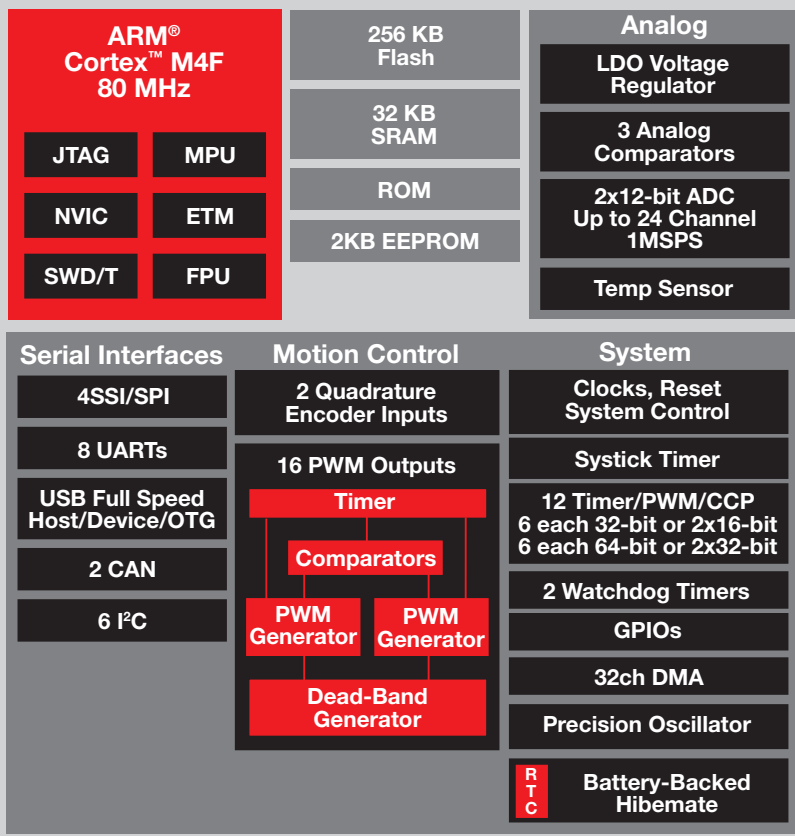 ARM®
Cortex™ M4F
80 MHz
JTAG
MPU
NVIC
ETM
SWD/T
FPU
256 KB
Flash
32 KB
SRAM
ROM
2KB EEPROM
Analog
LDO Voltage
Regulator
3 Analog
Comparators
2x12-bit ADC
Up to 24 Channel
1MSPS
Temp Sensor
Serial Interfaces
4SSI/SPI
8 UARTs
USB Full Speed
Host/Device/OTG
2 CAN
6 I²C
Motion Control
2 Quadrature
Encoder Inputs
16 PWM Outputs
Timer
Comparators
PWM
Generator
PWM
Generator
Dead-Band
Generator
System
Clocks, Reset
System Control
Systick Timer
12 Timer/PWM/CCP
6 each 32-bit or 2x16-bit
6 each 64-bit or 2x32-bit
2 Watchdog Timers
GPIOs
32ch DMA
Precision Oscillator
RTC
Battery-Backed
Hibemate